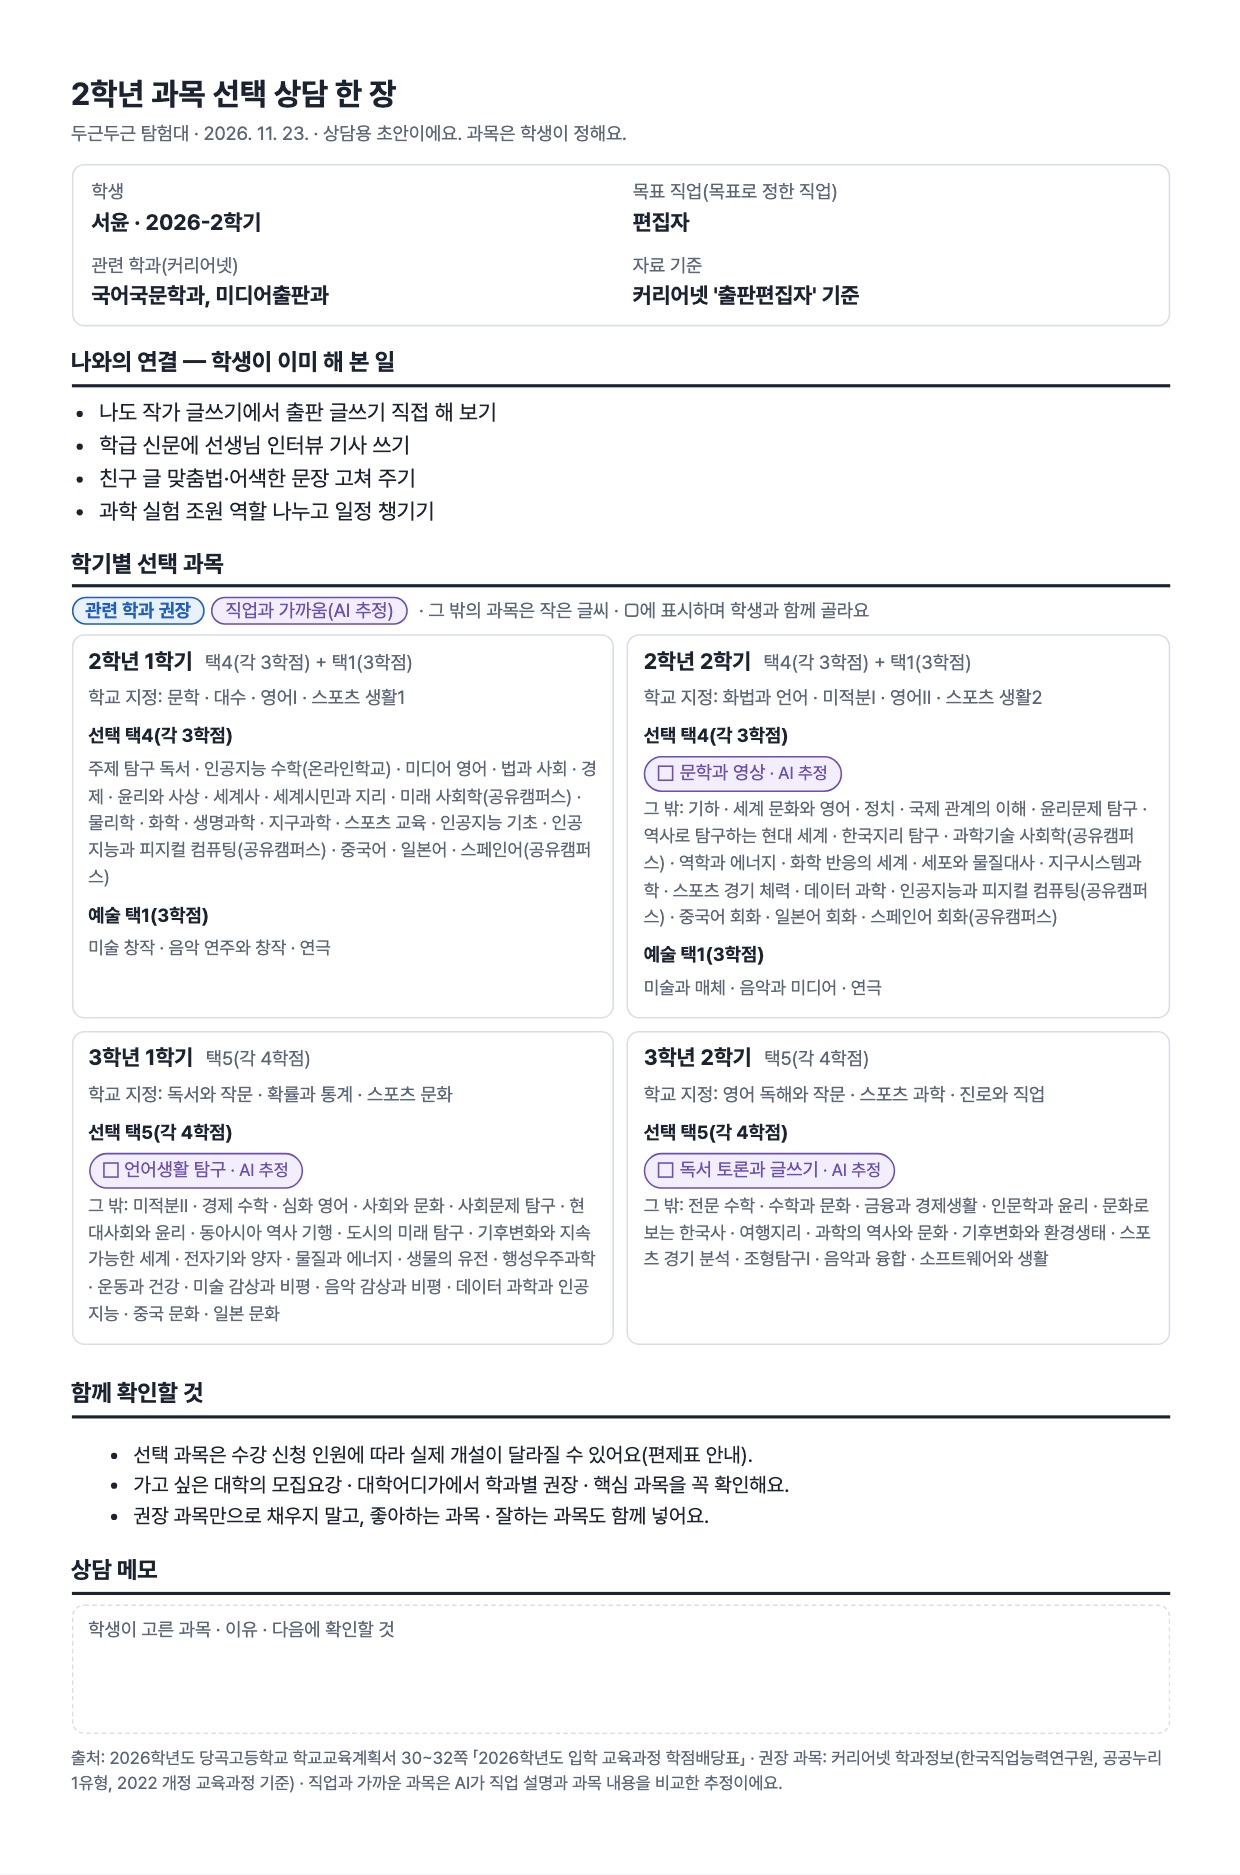 2학년 과목 선택 상담 한 장
두근두근 탐험대 · 2026. 11. 23. · 상담용 초안이에요. 과목은 학생이 정해요.
학생
서윤 · 2026-2학기
목표 직업(목표로 정한 직업)
편집자
관련 학과(커리어넷)
국어국문학과, 미디어출판과
자료 기준
커리어넷 '출판편집자' 기준
나와의 연결 — 학생이 이미 해 본 일
• 나도 작가 글쓰기에서 출판 글쓰기 직접 해 보기
• 학급 신문에 선생님 인터뷰 기사 쓰기
• 친구 글 맞춤법·어색한 문장 고쳐 주기
• 과학 실험 조원 역할 나누고 일정 챙기기
학기별 선택 과목
관련 학과 권장 직업과 가까움(AI 추정) · 그 밖의 과목은 작은 글씨 · □에 표시하며 학생과 함께 골라요
2학년 1학기 택4(각 3학점) + 택1(3학점)
학교 지정: 문학 · 대수 · 영어Ⅰ · 스포츠 생활1
선택 택4(각 3학점)
주제 탐구 독서 · 인공지능 수학(온라인학교) · 미디어 영어 · 법과 사회 · 경
제 · 윤리와 사상 · 세계사 · 세계시민과 지리 · 미래 사회학(공유캠퍼스) ·
물리학 · 화학 · 생명과학 · 지구과학 · 스포츠 교육 · 인공지능 기초 · 인공
지능과 피지컬 컴퓨팅(공유캠퍼스) · 중국어 · 일본어 · 스페인어(공유캠퍼
스)
예술 택1(3학점)
미술 창작 · 음악 연주와 창작 · 연극
2학년 2학기 택4(각 3학점) + 택1(3학점)
학교 지정: 화법과 언어 · 미적분Ⅰ · 영어Ⅱ · 스포츠 생활2
선택 택4(각 3학점)
□ 문학과 영상 · AI 추정
그 밖: 기하 · 세계 문화와 영어 · 정치 · 국제 관계의 이해 · 윤리문제 탐구 ·
역사로 탐구하는 현대 세계 · 한국지리 탐구 · 과학기술 사회학(공유캠퍼
스) · 역학과 에너지 · 화학 반응의 세계 · 세포와 물질대사 · 지구시스템과
학 · 스포츠 경기 체력 · 데이터 과학 · 인공지능과 피지컬 컴퓨팅(공유캠퍼
스) · 중국어 회화 · 일본어 회화 · 스페인어 회화(공유캠퍼스)
예술 택1(3학점)
미술과 매체 · 음악과 미디어 · 연극
3학년 1학기 택5(각 4학점)
학교 지정: 독서와 작문 · 확률과 통계 · 스포츠 문화
선택 택5(각 4학점)
□ 언어생활 탐구 · AI 추정
그 밖: 미적분Ⅱ · 경제 수학 · 심화 영어 · 사회와 문화 · 사회문제 탐구 · 현
대사회와 윤리 · 동아시아 역사 기행 · 도시의 미래 탐구 · 기후변화와 지속
가능한 세계 · 전자기와 양자 · 물질과 에너지 · 생물의 유전 · 행성우주과학
· 운동과 건강 · 미술 감상과 비평 · 음악 감상과 비평 · 데이터 과학과 인공
지능 · 중국 문화 · 일본 문화
3학년 2학기 택5(각 4학점)
학교 지정: 영어 독해와 작문 · 스포츠 과학 · 진로와 직업
선택 택5(각 4학점)
□ 독서 토론과 글쓰기 · AI 추정
그 밖: 전문 수학 · 수학과 문화 · 금융과 경제생활 · 인문학과 윤리 · 문화로
보는 한국사 · 여행지리 · 과학의 역사와 문화 · 기후변화와 환경생태 · 스포
츠 경기 분석 · 조형탐구Ⅰ · 음악과 융합 · 소프트웨어와 생활
함께 확인할 것
• 선택 과목은 수강 신청 인원에 따라 실제 개설이 달라질 수 있어요(편제표 안내).
• 가고 싶은 대학의 모집요강 · 대학어디가에서 학과별 권장 · 핵심 과목을 꼭 확인해요.
• 권장 과목만으로 채우지 말고, 좋아하는 과목 · 잘하는 과목도 함께 넣어요.
상담 메모
학생이 고른 과목 · 이유 · 다음에 확인할 것
출처: 2026학년도 당곡고등학교 학교교육계획서 30~32쪽 「2026학년도 입학 교육과정 학점배당표」 · 권장 과목: 커리어넷 학과정보(한국직업능력연구원, 공공누리
1유형, 2022 개정 교육과정 기준) · 직업과 가까운 과목은 AI가 직업 설명과 과목 내용을 비교한 추정이에요.